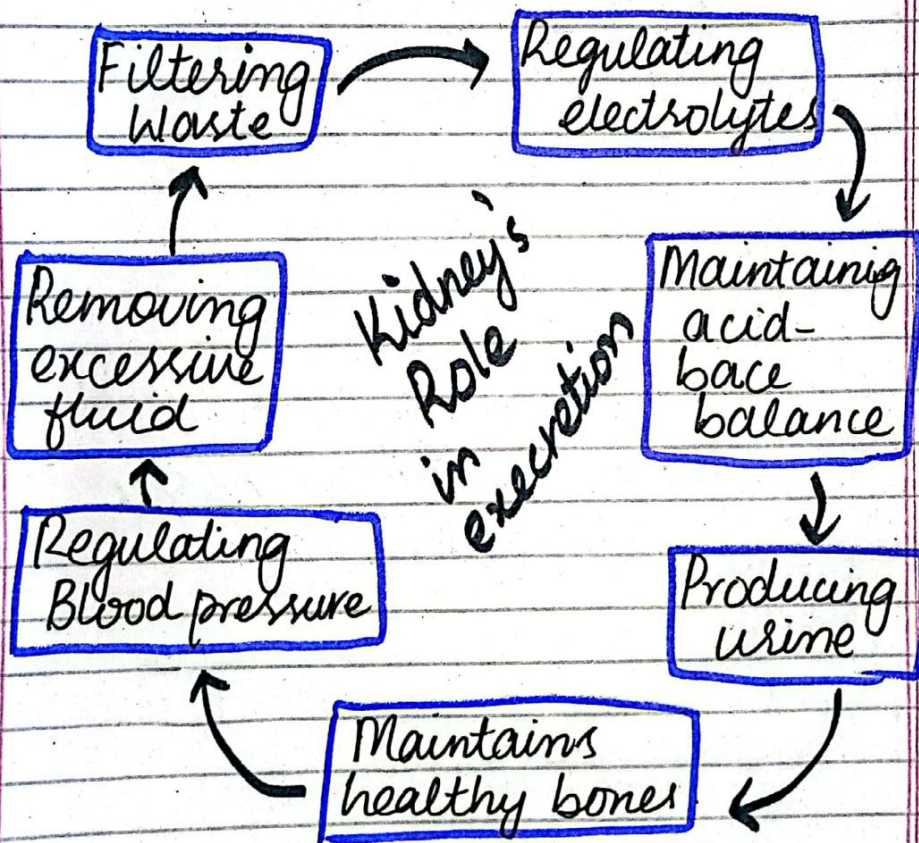 Filtering
Waste
Regulating
electrolytes
Maintainig
acid-
bace
balance
Producing
urine
Maintains
healthy bones
Regulating
Blood pressure
Removing
excessive
fluid
Kidney's
Role
in
execretion